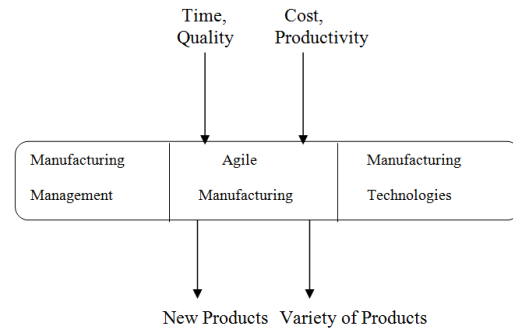 Time, Cost,
Quality Productivity
Manufacturing Agile Manufacturing
Management Manufacturing Technologies
New Products Variety of Products